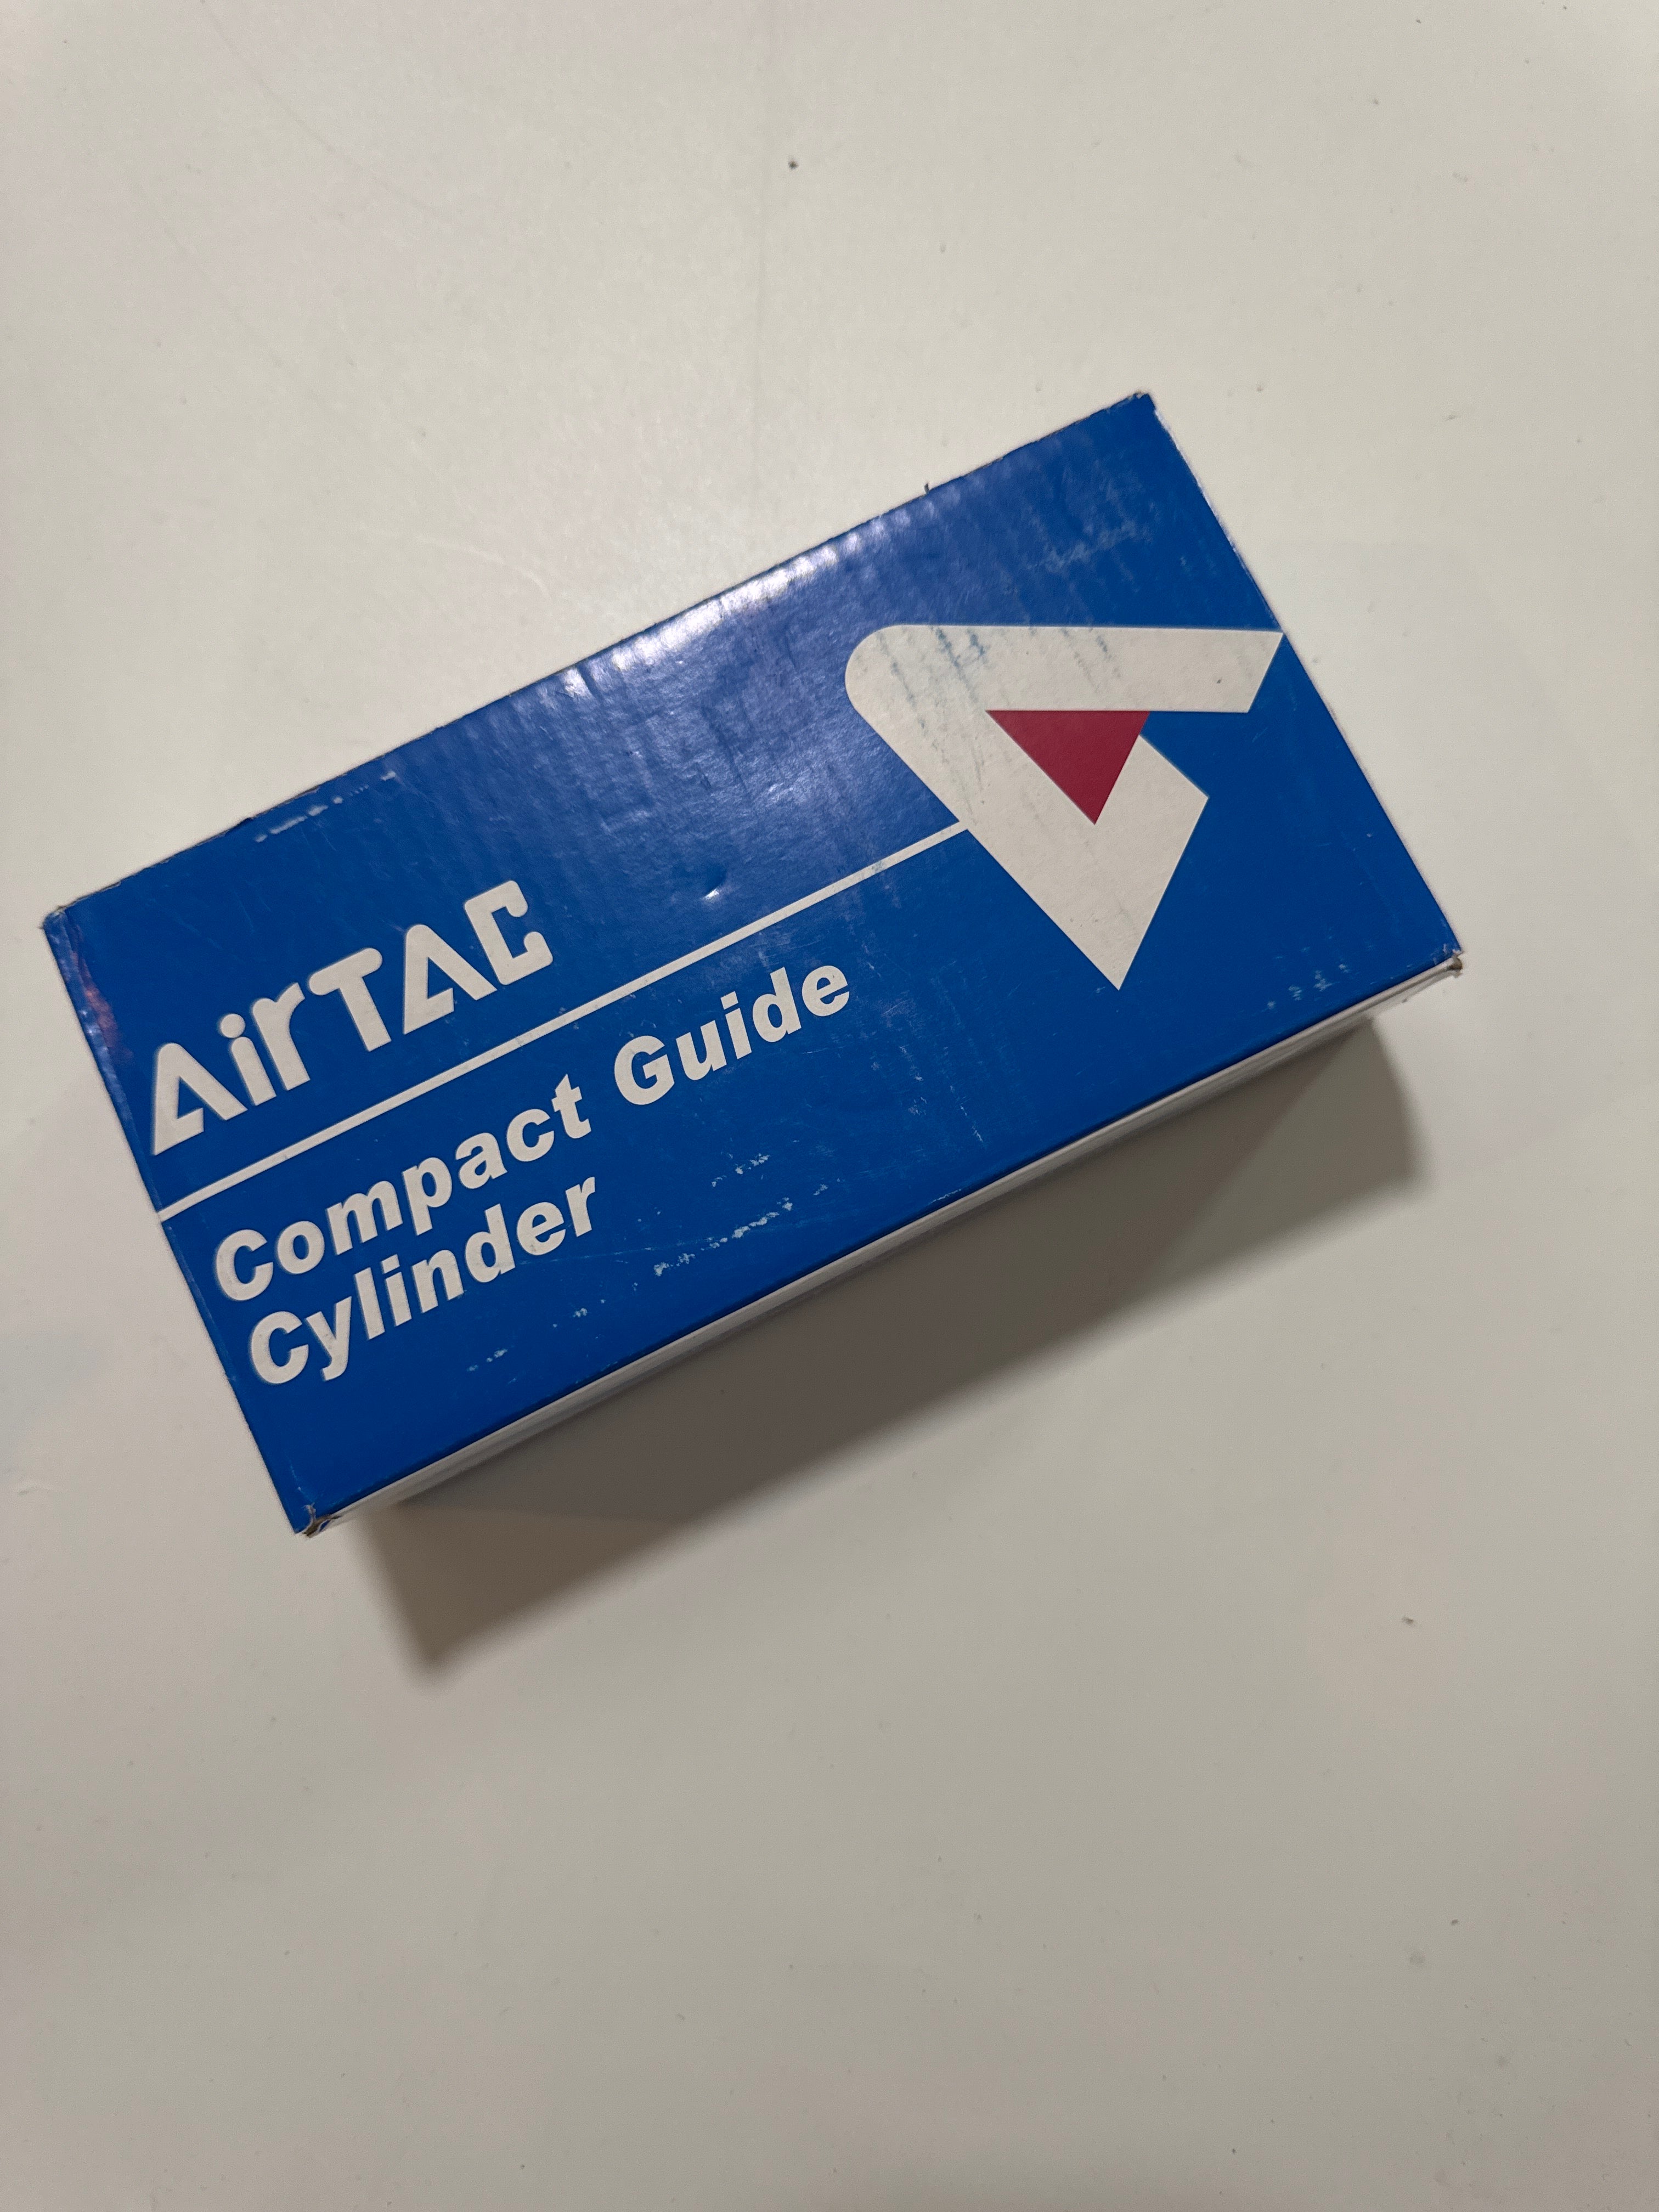 AirTAC
Compact Guide
Cylinder